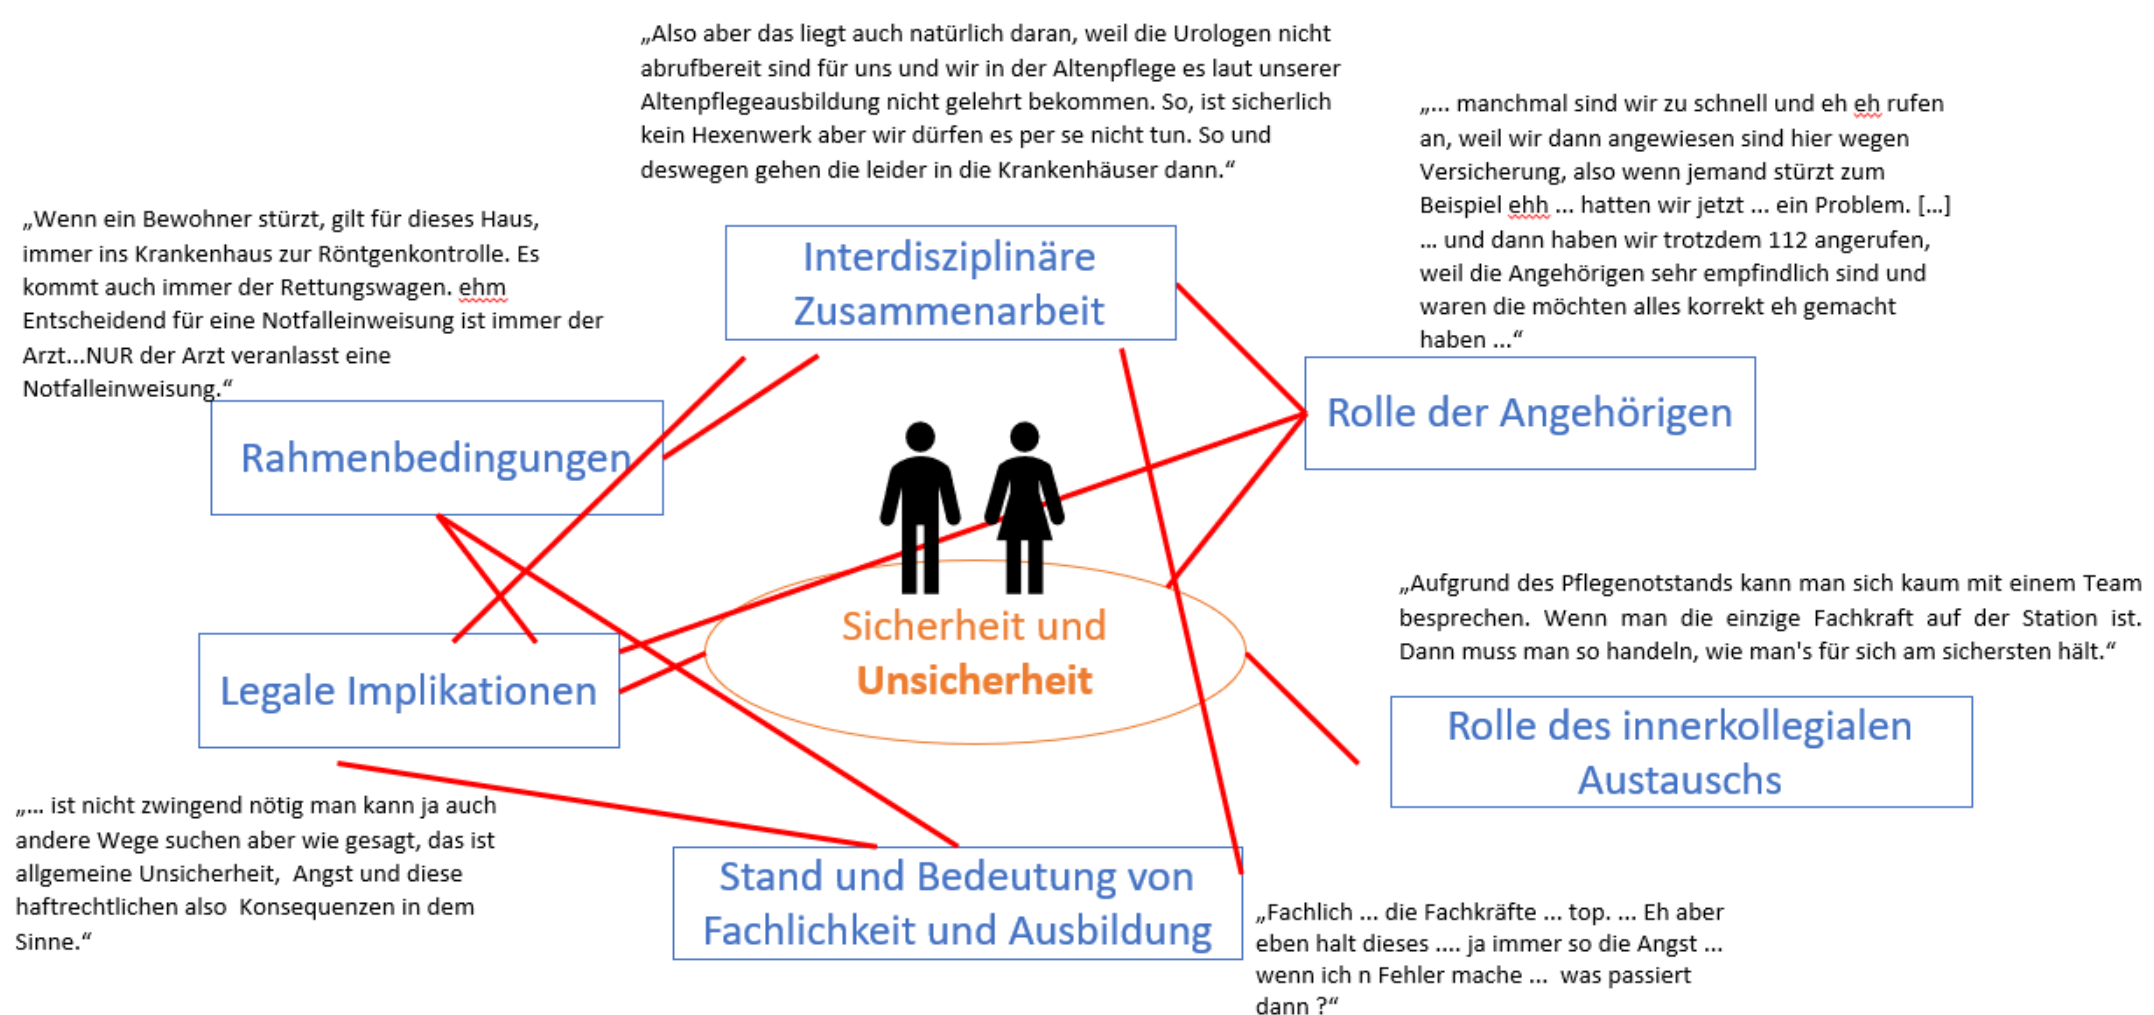 „Also aber das liegt auch natürlich daran, weil die Urologen nicht
abrufbereit sind für uns und wir in der Altenpflege es laut unserer
Altenpflegeausbildung nicht gelehrt bekommen. So, ist sicherlich
kein Hexenwerk aber wir dürfen es per se nicht tun. So und
deswegen gehen die leider in die Krankenhäuser dann.“
„... manchmal sind wir zu schnell und eh eh rufen
an, weil wir dann angewiesen sind hier wegen
Versicherung, also wenn jemand stürzt zum
Beispiel ehh ... hatten wir jetzt ... ein Problem. [...]
... und dann haben wir trotzdem 112 angerufen,
weil die Angehörigen sehr empfindlich sind und
waren die möchten alles korrekt eh gemacht
haben ...“
„Wenn ein Bewohner stürzt, gilt für dieses Haus,
immer ins Krankenhaus zur Röntgenkontrolle. Es
kommt auch immer der Rettungswagen. ehm
Entscheidend für eine Notfalleinweisung ist immer der
Arzt...NUR der Arzt veranlasst eine
Notfalleinweisung.“
Interdisziplinäre
Zusammenarbeit
Rolle der Angehörigen
Rahmenbedingungen
Sicherheit und
Unsicherheit
„Aufgrund des Pflegenotstands kann man sich kaum mit einem Team
besprechen. Wenn man die einzige Fachkraft auf der Station ist.
Dann muss man so handeln, wie man's für sich am sichersten hält.“
Legale Implikationen
Rolle des innerkollegialen
Austauschs
„... ist nicht zwingend nötig man kann ja auch
andere Wege suchen aber wie gesagt, das ist
allgemeine Unsicherheit, Angst und diese
haftrechtlichen also Konsequenzen in dem
Sinne.“
Stand und Bedeutung von
Fachlichkeit und Ausbildung
„Fachlich ... die Fachkräfte ... top. ... Eh aber
eben halt dieses .... ja immer so die Angst ...
wenn ich n Fehler mache ... was passiert
dann ?“